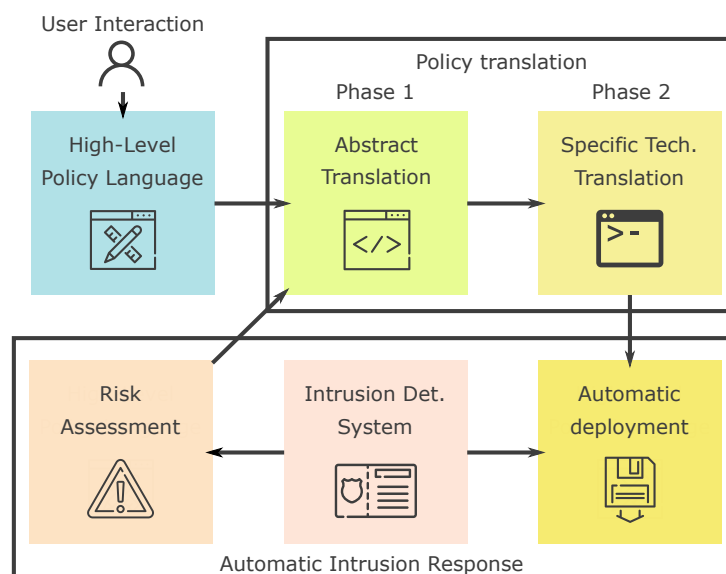 User Interaction
Policy translation
Phase 1
Phase 2
High-Level
Policy Language
Abstract
Translation
</>
Specific Tech.
Translation
>-
Risk
Assessment
!
Intrusion Det.
System
Automatic
deployment
Automatic Intrusion Response